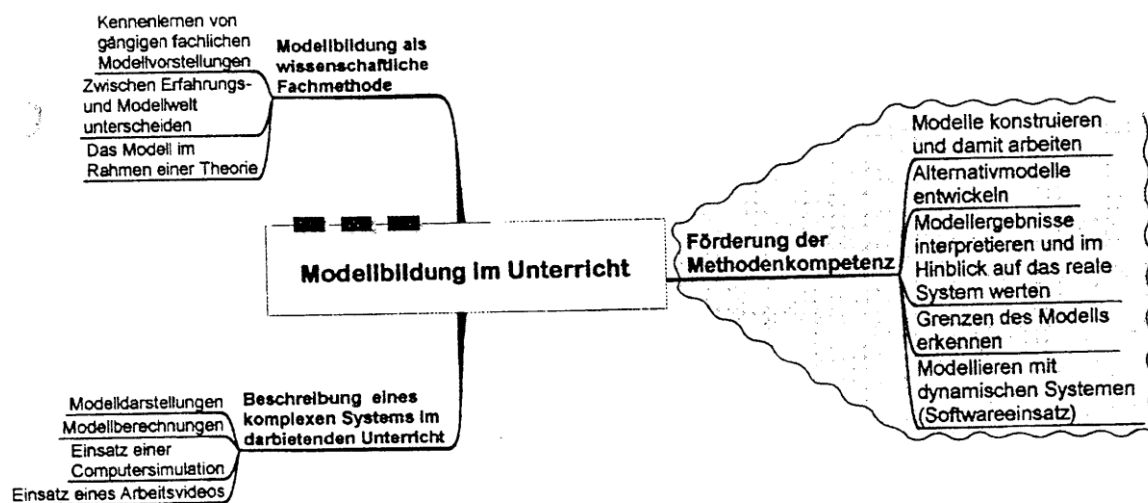 Kennenlernen von
gängigen fachlichen
Modellvorstellungen
Zwischen Erfahrungs-
und Modellwelt
unterscheiden
Das Modell im
Rahmen einer Theorie
Modellbildung als
wissenschaftliche
Fachmethode
Modellbildung im Unterricht
Förderung der
Methodenkompetenz
Modelle konstruieren
und damit arbeiten
Alternativmodelle
entwickeln
Modellergebnisse
interpretieren und im
Hinblick auf das reale
System werten
Grenzen des Modells
erkennen
Modellieren mit
dynamischen Systemen
(Softwareeinsatz)
Beschreibung eines
komplexen Systems im
darbietenden Unterricht
Modelldarstellungen
Modellberechnungen
Einsatz einer
Computersimulation
Einsatz eines Arbeitsvideos